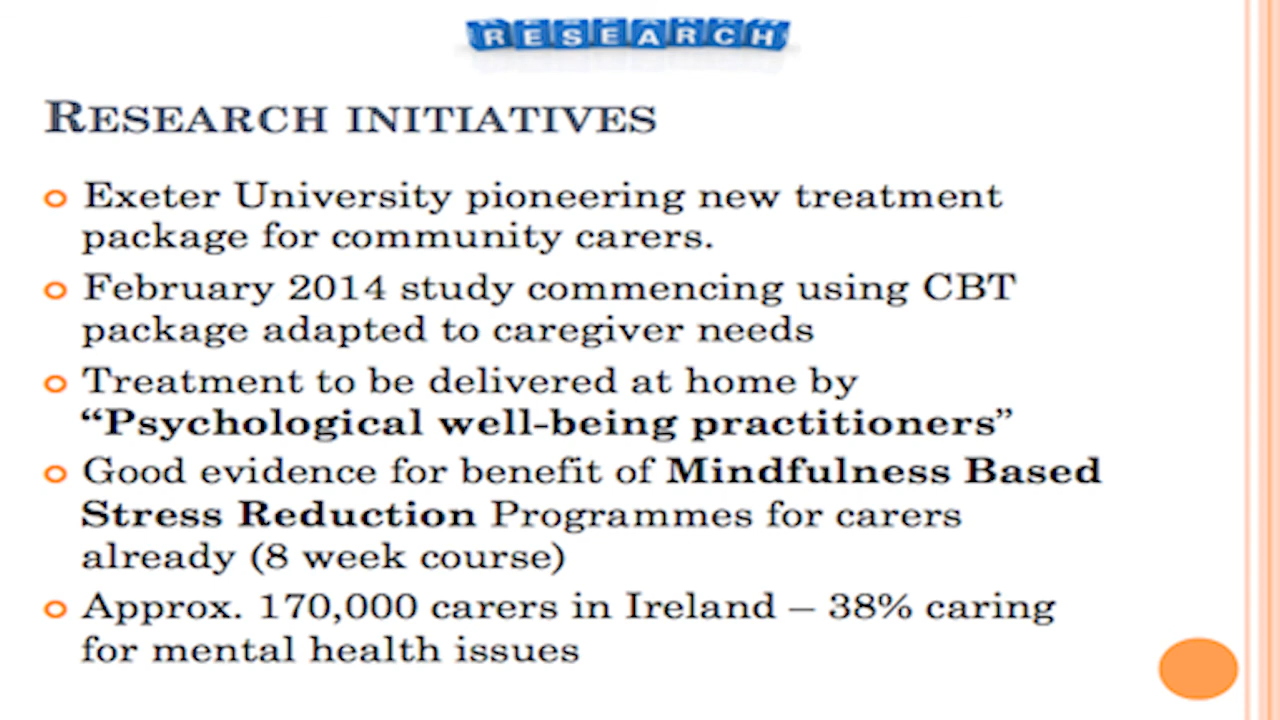 RESEARCH
RESEARCH INITIATIVES
Exeter University pioneering new treatment
package for community carers.
February 2014 study commencing using CBT
package adapted to caregiver needs
Treatment to be delivered at home by
“Psychological well-being practitioners”
Good evidence for benefit of Mindfulness Based
Stress Reduction Programmes for carers
already (8 week course)
Approx. 170,000 carers in Ireland – 38% caring
for mental health issues